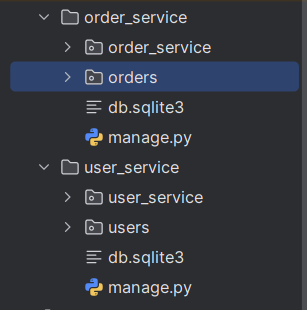 order_service
order_service
orders
db.sqlite3
manage.py
user_service
user_service
users
db.sqlite3
manage.py